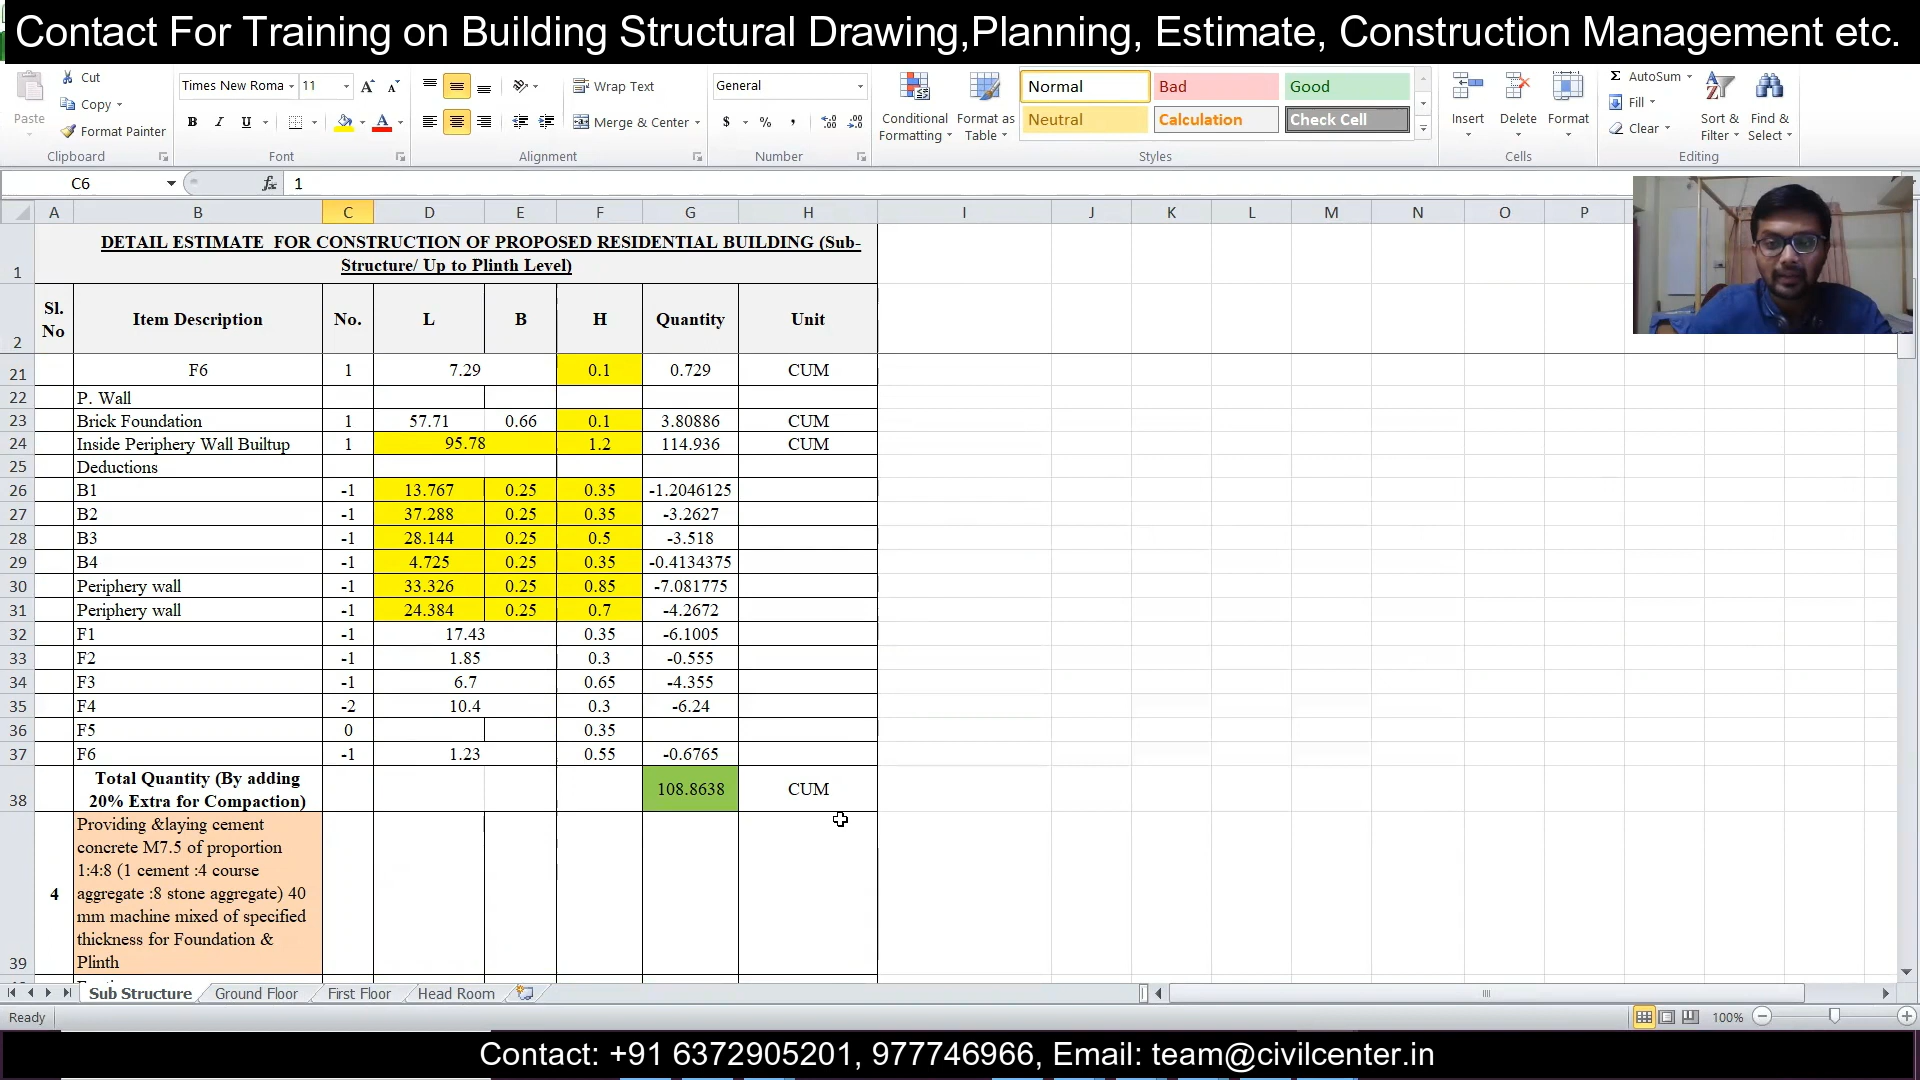 Contact For Training on Building Structural Drawing,Planning, Estimate, Construction Management etc.
Paste
Cut
Copy
Format Painter
Clipboard
Times New Roma 11
B I U
Font
Wrap Text
Merge & Center
Alignment
General
$ % ,
Number
Conditional Formatting
Format as Table
Normal Bad Good
Neutral Calculation Check Cell
Styles
Insert Delete Format
Cells
Σ AutoSum
Fill
Clear
Sort & Filter
Find & Select
Editing
C6 fx 1
A B C D E F G H I J K L M N O P
1 DETAIL ESTIMATE FOR CONSTRUCTION OF PROPOSED RESIDENTIAL BUILDING (Sub-
Structure/ Up to Plinth Level)
2 Sl. No Item Description No. L B H Quantity Unit
21 F6 1 7.29 0.1 0.729 CUM
22 P. Wall
23 Brick Foundation 1 57.71 0.66 0.1 3.80886 CUM
24 Inside Periphery Wall Builtup 1 95.78 1.2 114.936 CUM
25 Deductions
26 B1 -1 13.767 0.25 0.35 -1.2046125
27 B2 -1 37.288 0.25 0.35 -3.2627
28 B3 -1 28.144 0.25 0.5 -3.518
29 B4 -1 4.725 0.25 0.35 -0.4134375
30 Periphery wall -1 33.326 0.25 0.85 -7.081775
31 Periphery wall -1 24.384 0.25 0.7 -4.2672
32 F1 -1 17.43 0.35 -6.1005
33 F2 -1 1.85 0.3 -0.555
34 F3 -1 6.7 0.65 -4.355
35 F4 -2 10.4 0.3 -6.24
36 F5 0 0.35
37 F6 -1 1.23 0.55 -0.6765
38 Total Quantity (By adding
20% Extra for Compaction) 108.8638 CUM
39 4 Providing &laying cement
concrete M7.5 of proportion
1:4:8 (1 cement :4 course
aggregate :8 stone aggregate) 40
mm machine mixed of specified
thickness for Foundation &
Plinth
Sub Structure Ground Floor First Floor Head Room
Ready 100%
Contact: +91 6372905201, 977746966, Email: team@civilcenter.in